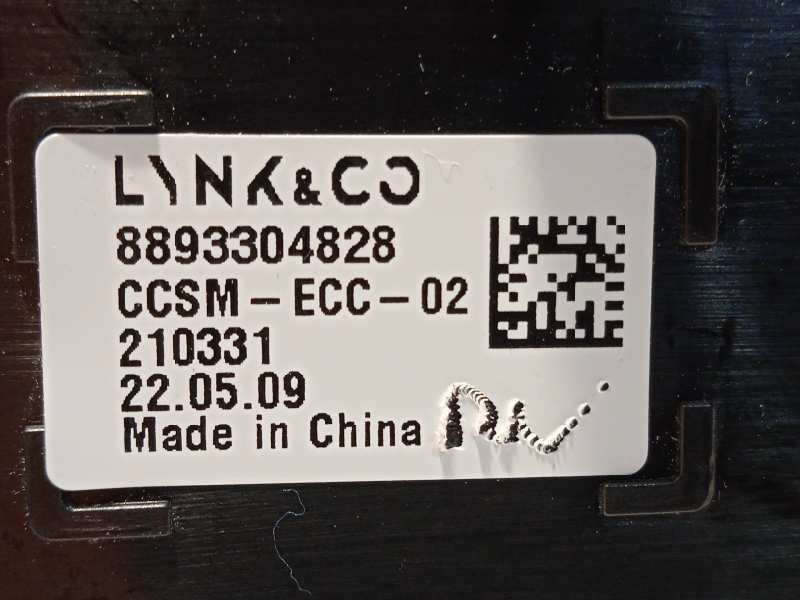 LYNK&CO
8893304828
CCSM-ECC-02
210331
22.05.09
Made in China